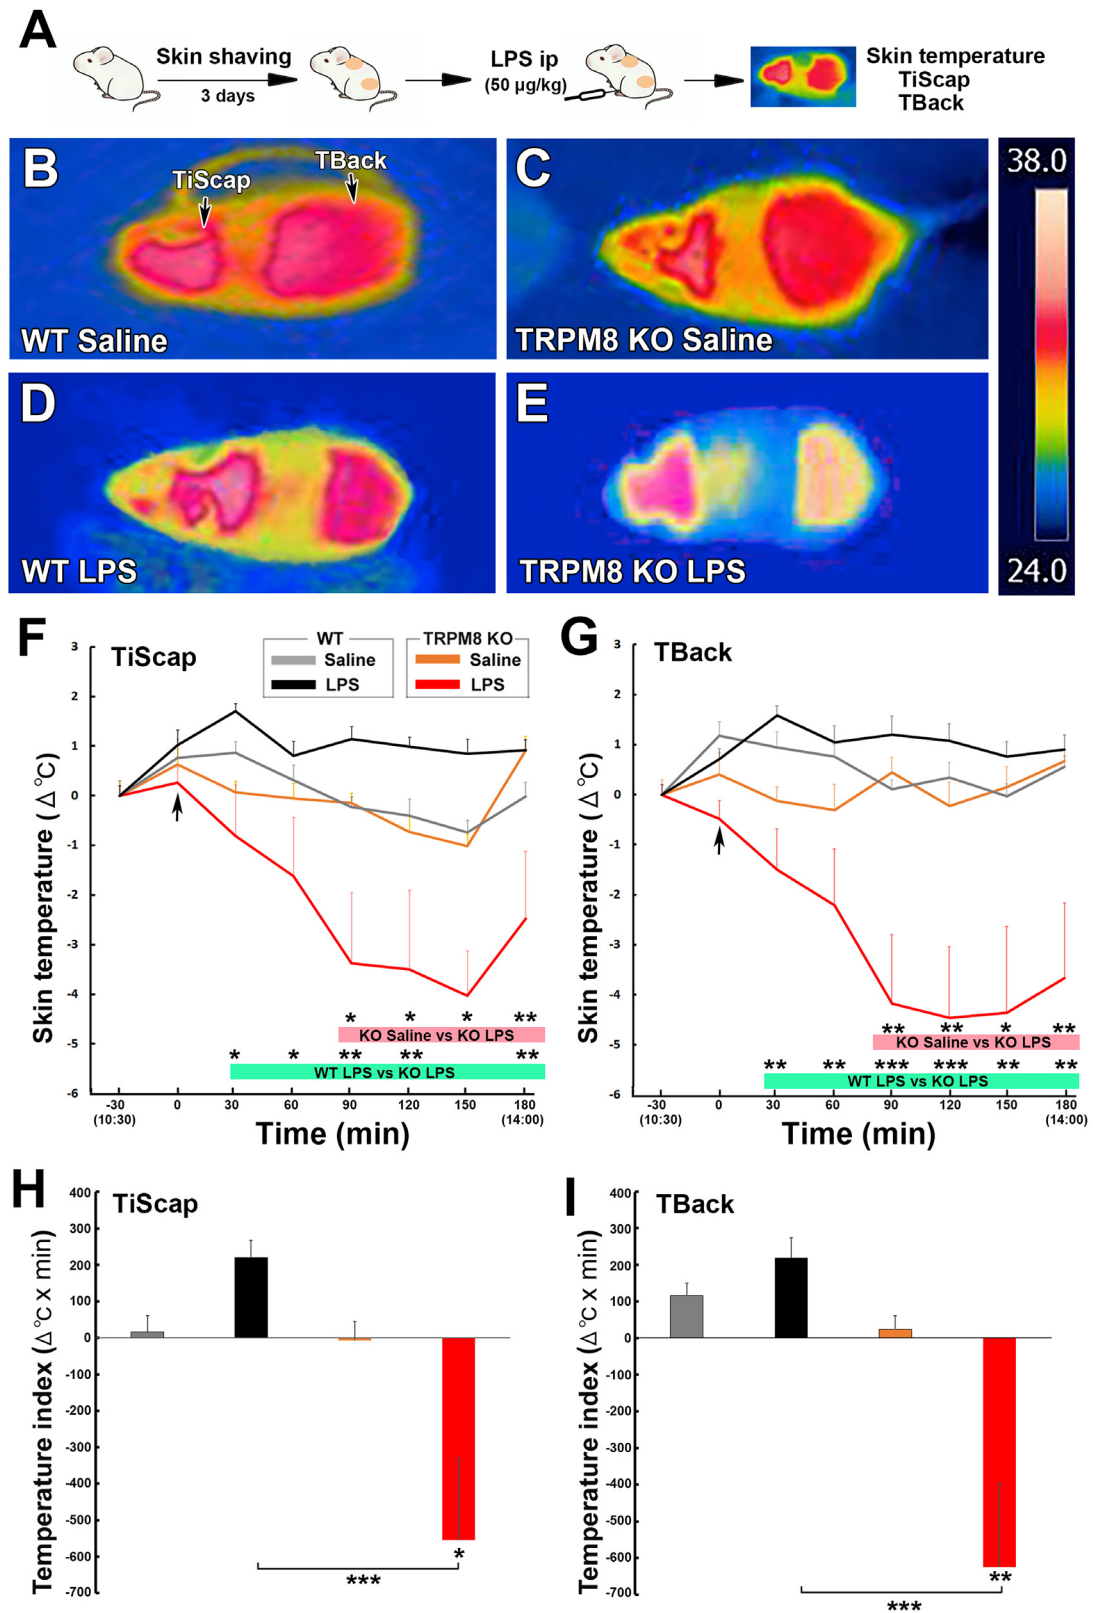 A
Skin shaving
3 days
LPS ip
(50 µg/kg)
Skin temperature
TiScap
TBack
B
TiScap
TBack
WT Saline
C
TRPM8 KO Saline
38.0
24.0
D
WT LPS
E
TRPM8 KO LPS
F
TiScap
WT
Saline
LPS
TRPM8 KO
Saline
LPS
Skin temperature (Δ°C)
3
2
1
0
-1
-2
-3
-4
-5
-6
* * * **
KO Saline vs KO LPS
* * ** ** **
WT LPS vs KO LPS
-30 0 30 60 90 120 150 180
(10:30) (14:00)
Time (min)
G
TBack
Skin temperature (Δ°C)
3
2
1
0
-1
-2
-3
-4
-5
-6
** ** * **
KO Saline vs KO LPS
** ** *** *** ** **
WT LPS vs KO LPS
-30 0 30 60 90 120 150 180
(10:30) (14:00)
Time (min)
H
TiScap
Temperature index (Δ°C x min)
400
300
200
100
0
-100
-200
-300
-400
-500
-600
-700
*
***
I
TBack
Temperature index (Δ°C x min)
400
300
200
100
0
-100
-200
-300
-400
-500
-600
-700
**
***